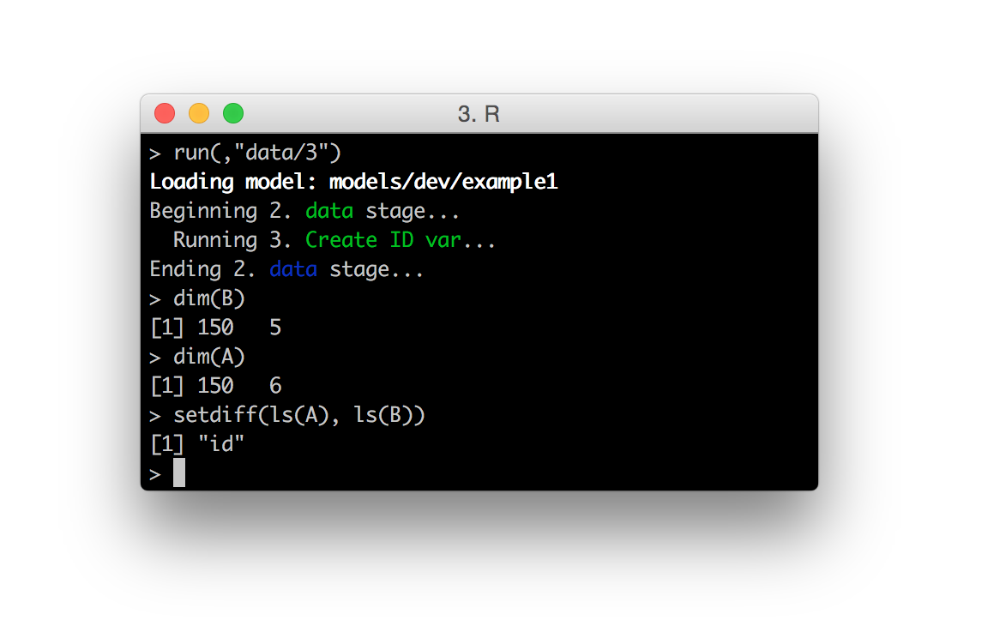 3. R
> run(,"data/3")
Loading model: models/dev/example1
Beginning 2. data stage...
  Running 3. Create ID var...
Ending 2. data stage...
> dim(B)
[1] 150   5
> dim(A)
[1] 150   6
> setdiff(ls(A), ls(B))
[1] "id"
>